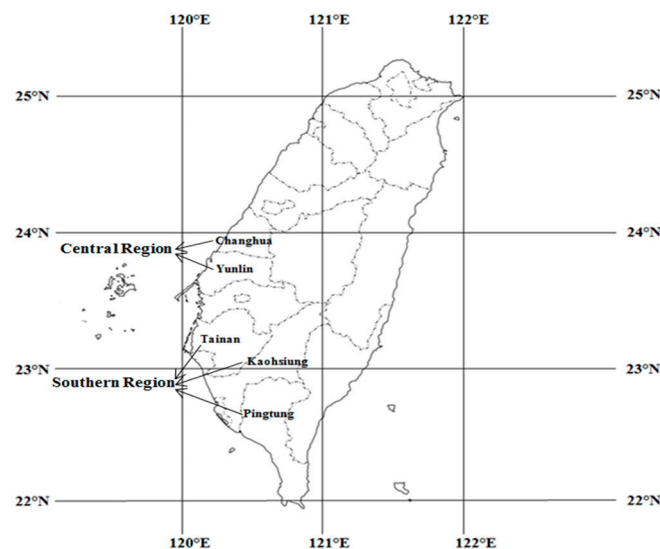 120°E 121°E 122°E
25°N 25°N
24°N 24°N
Changhua
Central Region
Yunlin
Tainan
23°N 23°N
Kaohsiung
Southern Region
Pingtung
22°N 22°N
120°E 121°E 122°E